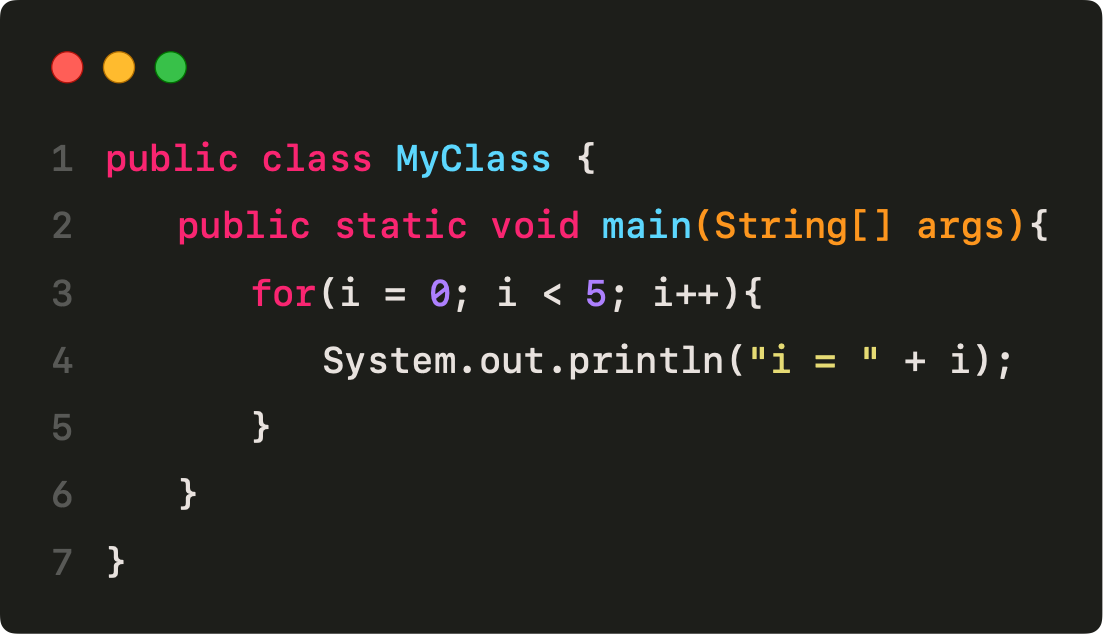 1 public class MyClass {
2     public static void main(String[] args){
3         for(i = 0; i < 5; i++){
4             System.out.println("i = " + i);
5         }
6     }
7 }